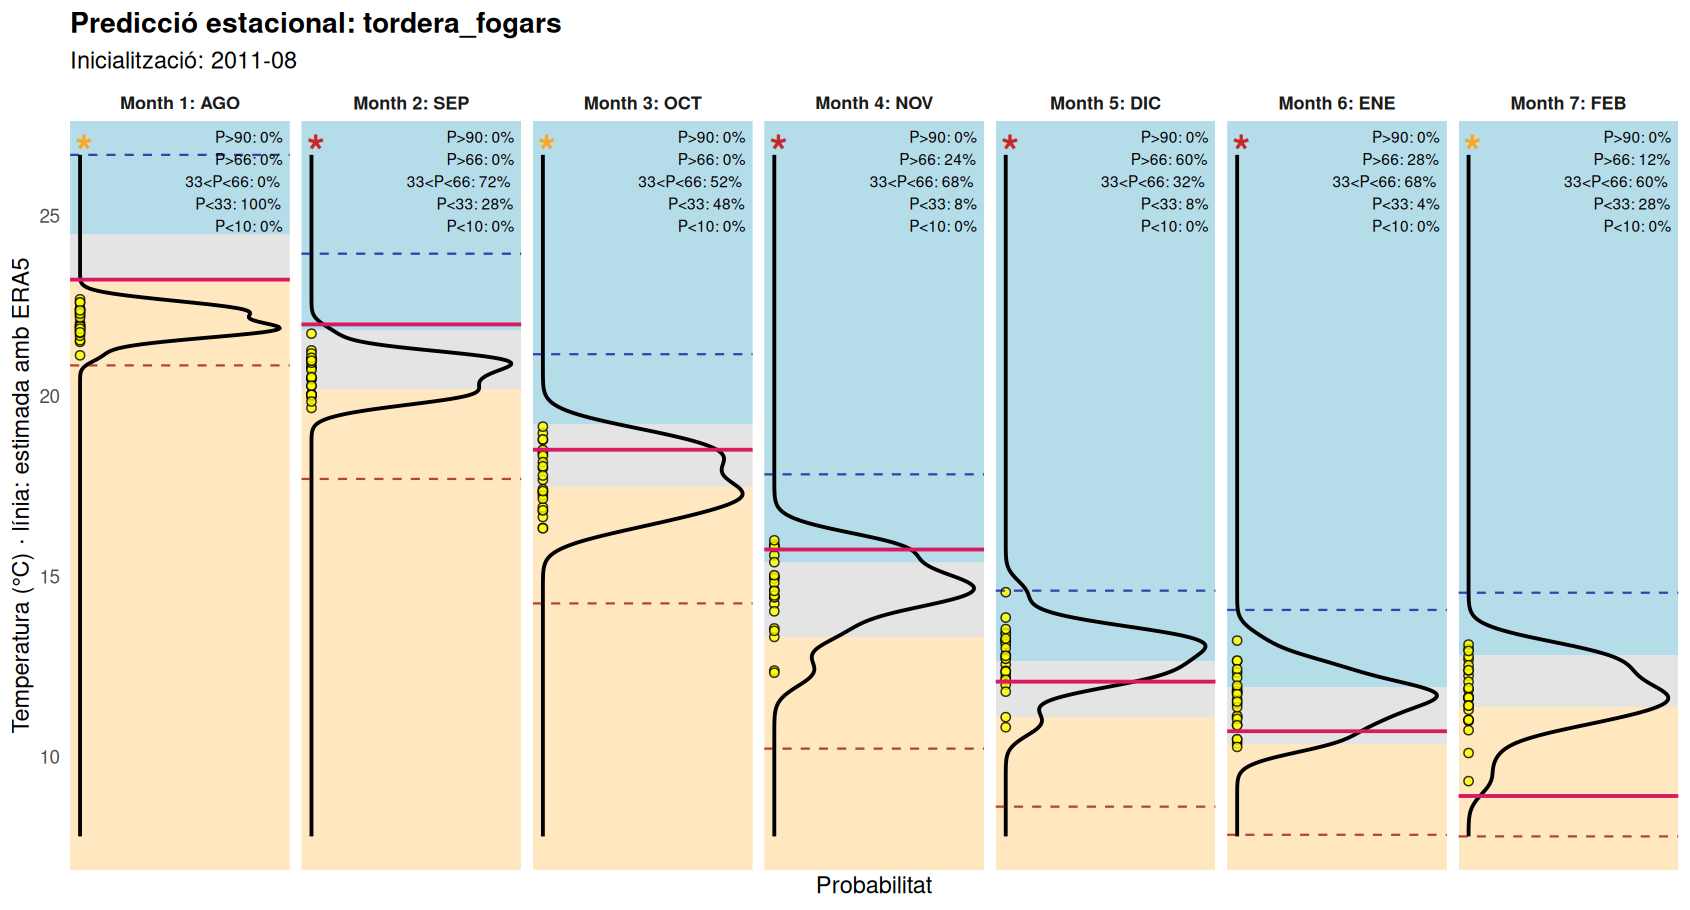 Predicció estacional: tordera_fogars
Inicialització: 2011-08
Month 1: AGO
Month 2: SEP
Month 3: OCT
Month 4: NOV
Month 5: DIC
Month 6: ENE
Month 7: FEB
*
P>90: 0%
P>66: 0%
33<P<66: 0%
P<33: 100%
P<10: 0%
*
P>90: 0%
P>66: 0%
33<P<66: 72%
P<33: 28%
P<10: 0%
*
P>90: 0%
P>66: 0%
33<P<66: 52%
P<33: 48%
P<10: 0%
*
P>90: 0%
P>66: 24%
33<P<66: 68%
P<33: 8%
P<10: 0%
*
P>90: 0%
P>66: 60%
33<P<66: 32%
P<33: 8%
P<10: 0%
*
P>90: 0%
P>66: 28%
33<P<66: 68%
P<33: 4%
P<10: 0%
*
P>90: 0%
P>66: 12%
33<P<66: 60%
P<33: 28%
P<10: 0%
25
20
15
10
Temperatura (°C) · línia: estimada amb ERA5
Probabilitat